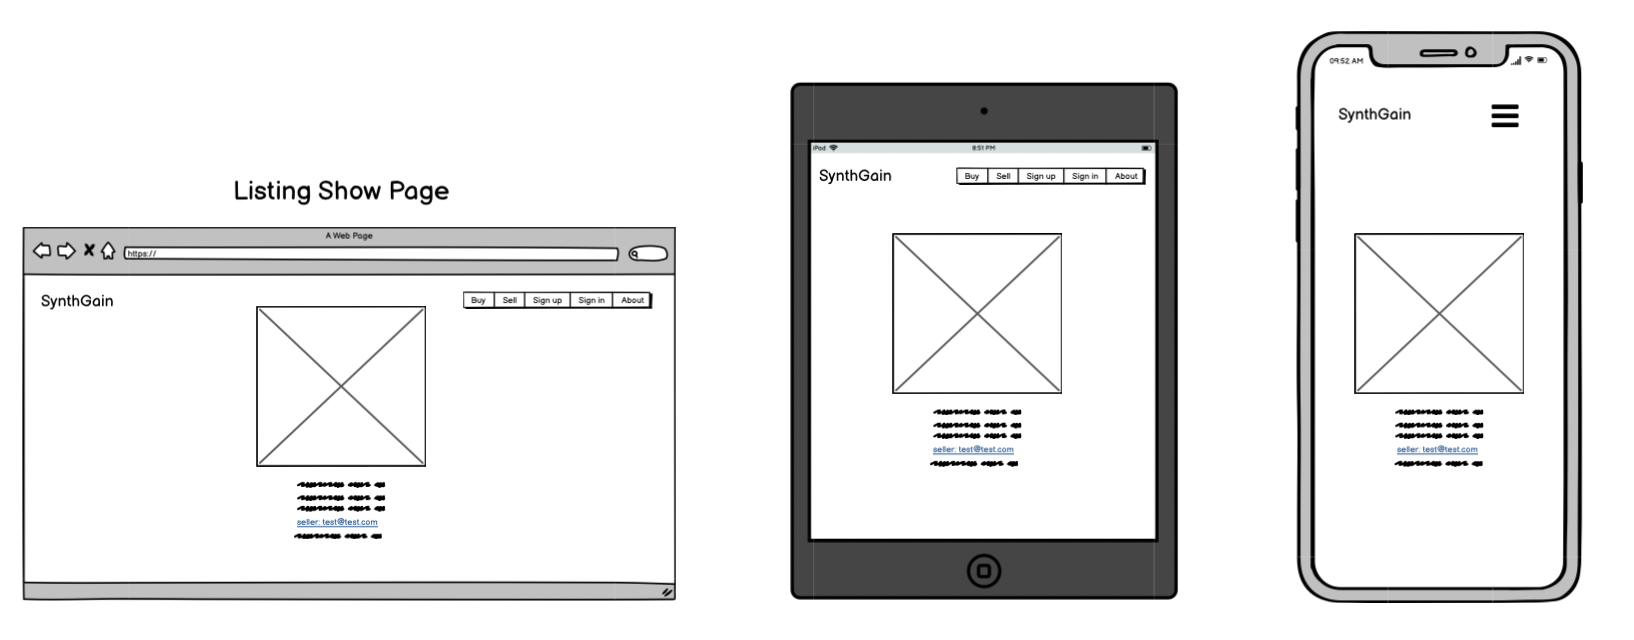 Listing Show Page
A Web Page
https://
SynthGain
Buy Sell Sign up Sign in About
seller: test@test.com
iPod 8:51 PM
SynthGain
Buy Sell Sign up Sign in About
seller: test@test.com
09:52 AM
SynthGain
seller: test@test.com